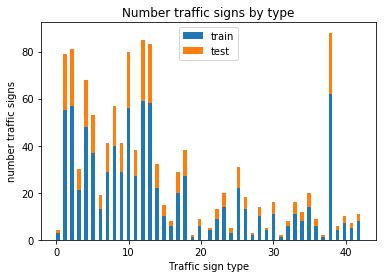 Number traffic signs by type
train
test
number traffic signs
80
60
40
20
0
0 10 20 30 40
Traffic sign type